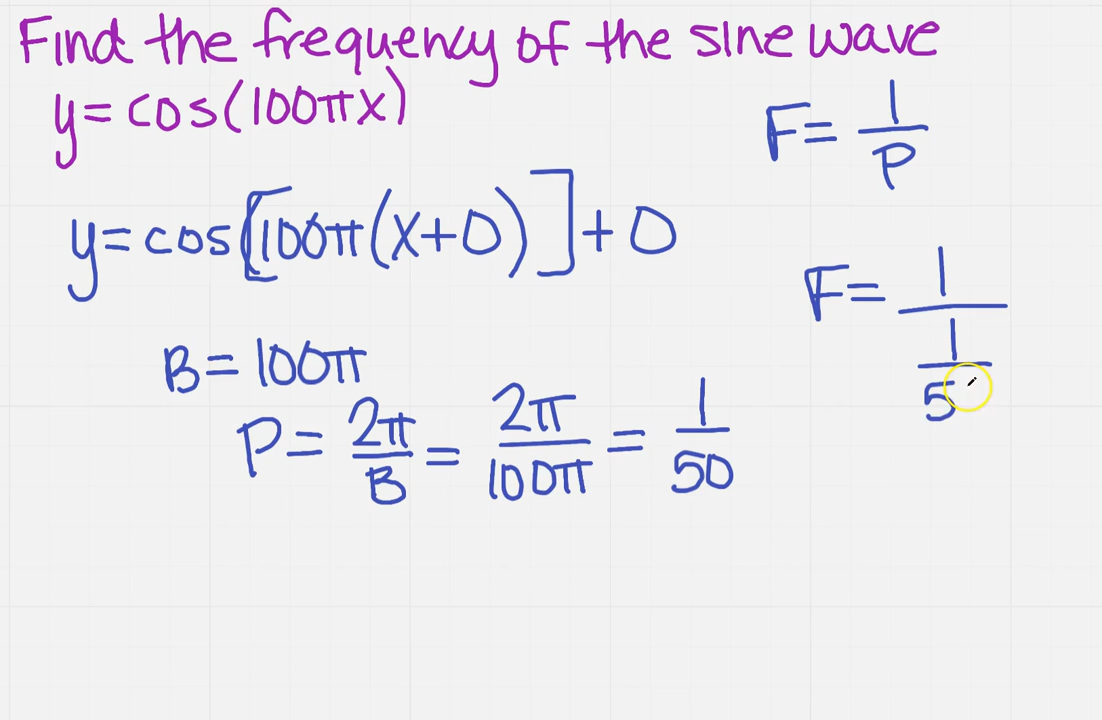 Find the frequency of the sine wave
y=cos(100πx)
F=1/P
y=cos[100π(x+0)]+0
F=1/(1/5
B=100π
P=2π/B=2π/100π=1/50